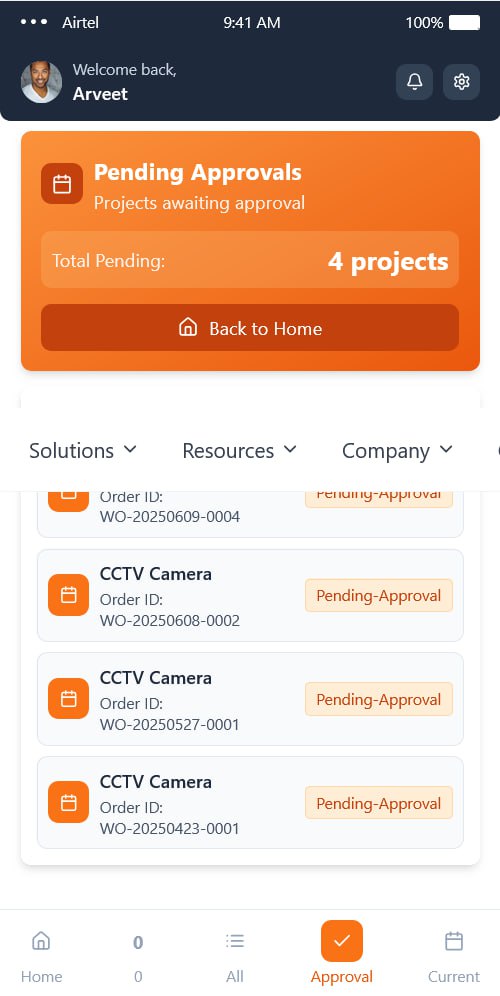 Airtel 9:41 AM 100%
Welcome back,
Arveet
Pending Approvals
Projects awaiting approval
Total Pending: 4 projects
Back to Home
Solutions Resources Company
Order ID: Pending-Approval
WO-20250609-0004
CCTV Camera
Order ID:
WO-20250608-0002
Pending-Approval
CCTV Camera
Order ID:
WO-20250527-0001
Pending-Approval
CCTV Camera
Order ID:
WO-20250423-0001
Pending-Approval
0
Home 0 All Approval Current